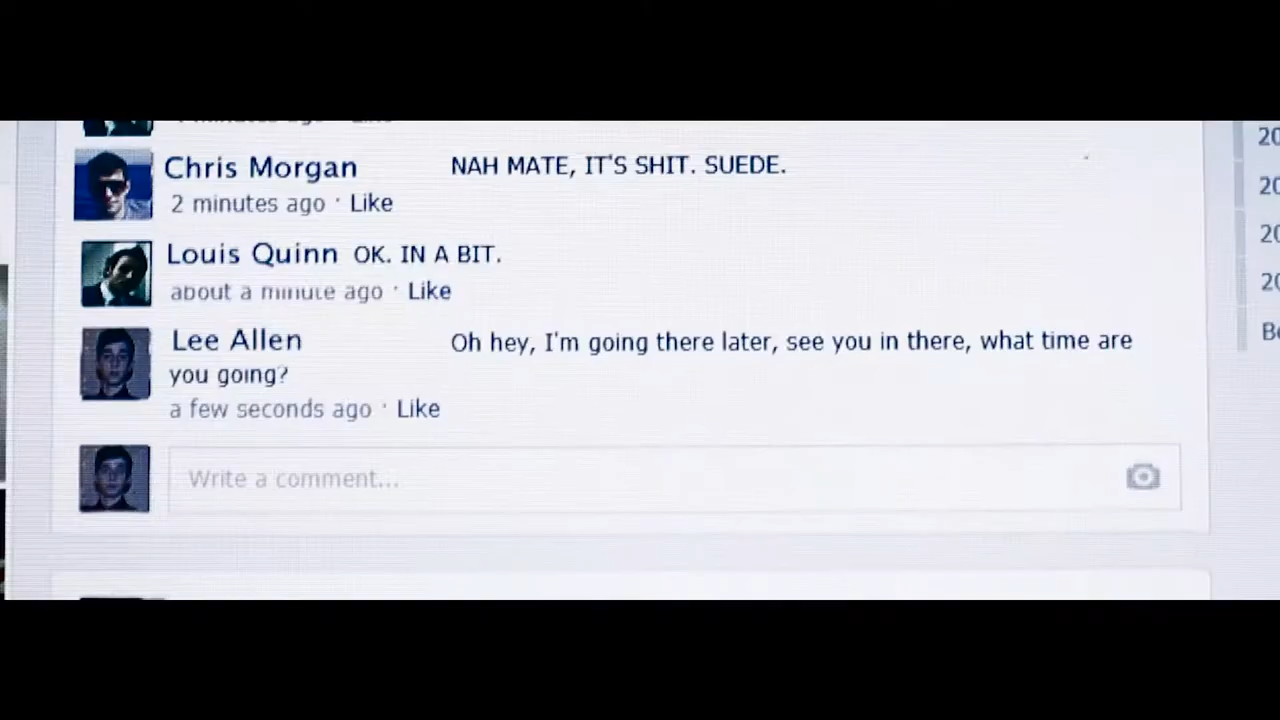 Chris Morgan NAH MATE, IT'S SHIT. SUEDE.
2 minutes ago · Like
Louis Quinn OK. IN A BIT.
about a minute ago · Like
Lee Allen Oh hey, I'm going there later, see you in there, what time are
you going?
a few seconds ago · Like
Write a comment...